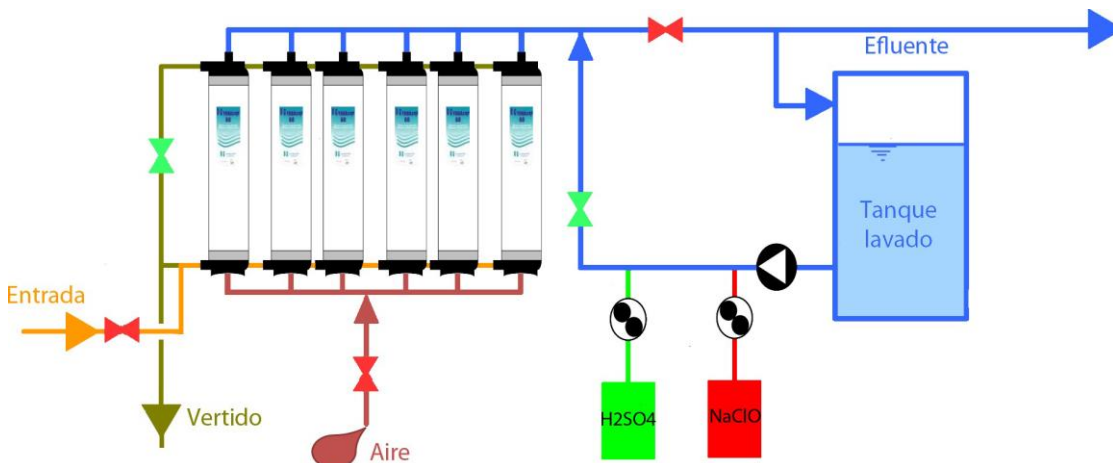 Efluente
Tanque
lavado
Entrada
Vertido
Aire
H2SO4
NaClO